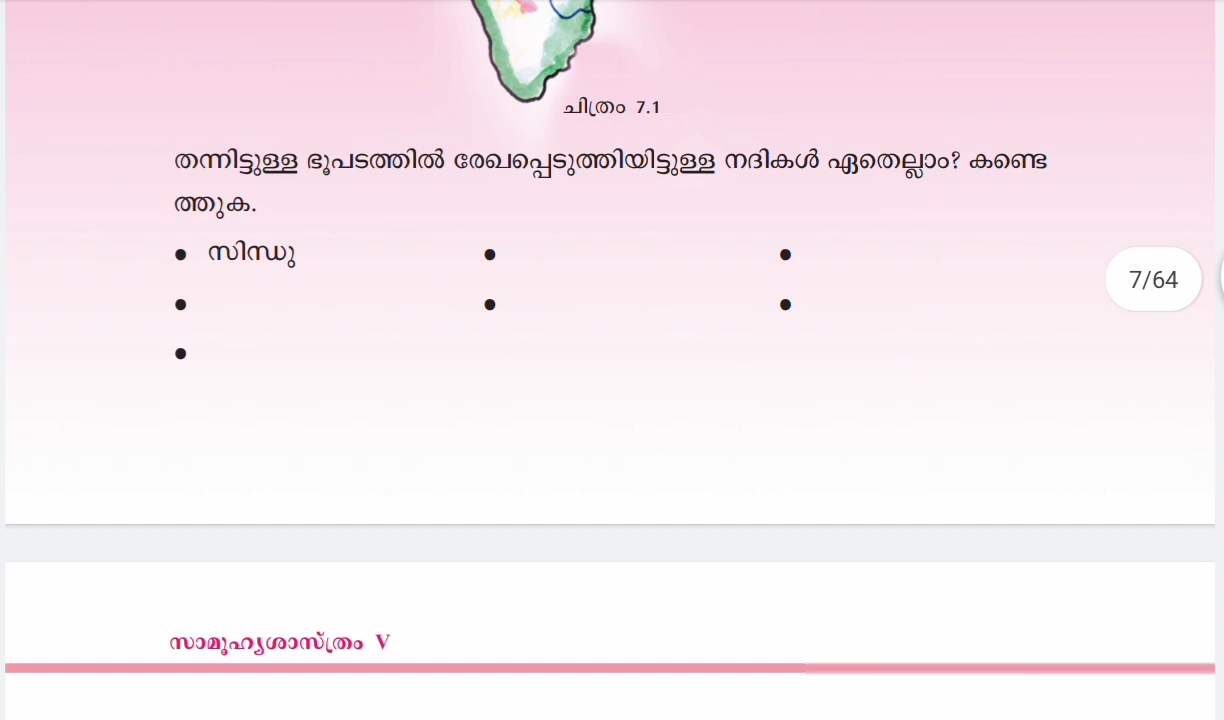 ചിത്രം 7.1
തന്നിട്ടുള്ള ഭൂപടത്തിൽ രേഖപ്പെടുത്തിയിട്ടുള്ള നദികൾ ഏതെല്ലാം? കണ്ടെ
ത്തുക.
• സിന്ധു • •
• • •
•
7/64
സാമൂഹ്യശാസ്ത്രം V